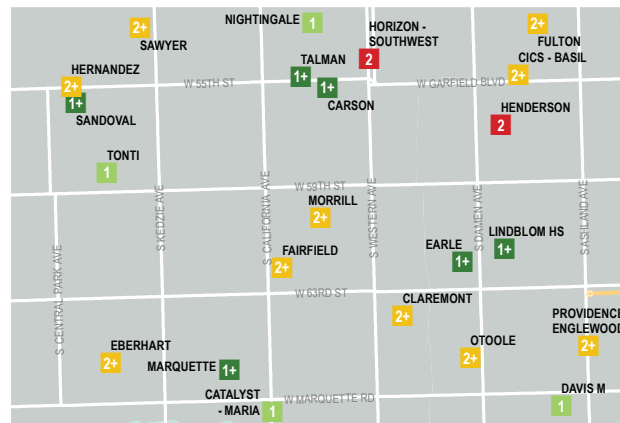 NIGHTINGALE 1
2+
SAWYER
HORIZON -
SOUTHWEST
2
2+
FULTON
CICS - BASIL
2+
HERNANDEZ
2+
1+
SANDOVAL
TALMAN
1+
1+
CARSON
W 55TH ST
W GARFIELD BLVD
2
HENDERSON
TONTI
1
W 59TH ST
MORRILL
2+
S CENTRAL PARK AVE
S KEDZIE AVE
S CALIFORNIA AVE
S WESTERN AVE
S DAMEN AVE
S ASHLAND AVE
FAIRFIELD
2+
EARLE
1+
LINDBLOM HS
1+
W 63RD ST
CLAREMONT
2+
PROVIDENCE
ENGLEWOOD
2+
OTOOLE
2+
EBERHART
2+
MARQUETTE 1+
CATALYST
- MARIA
1
W MARQUETTE RD
DAVIS M
1